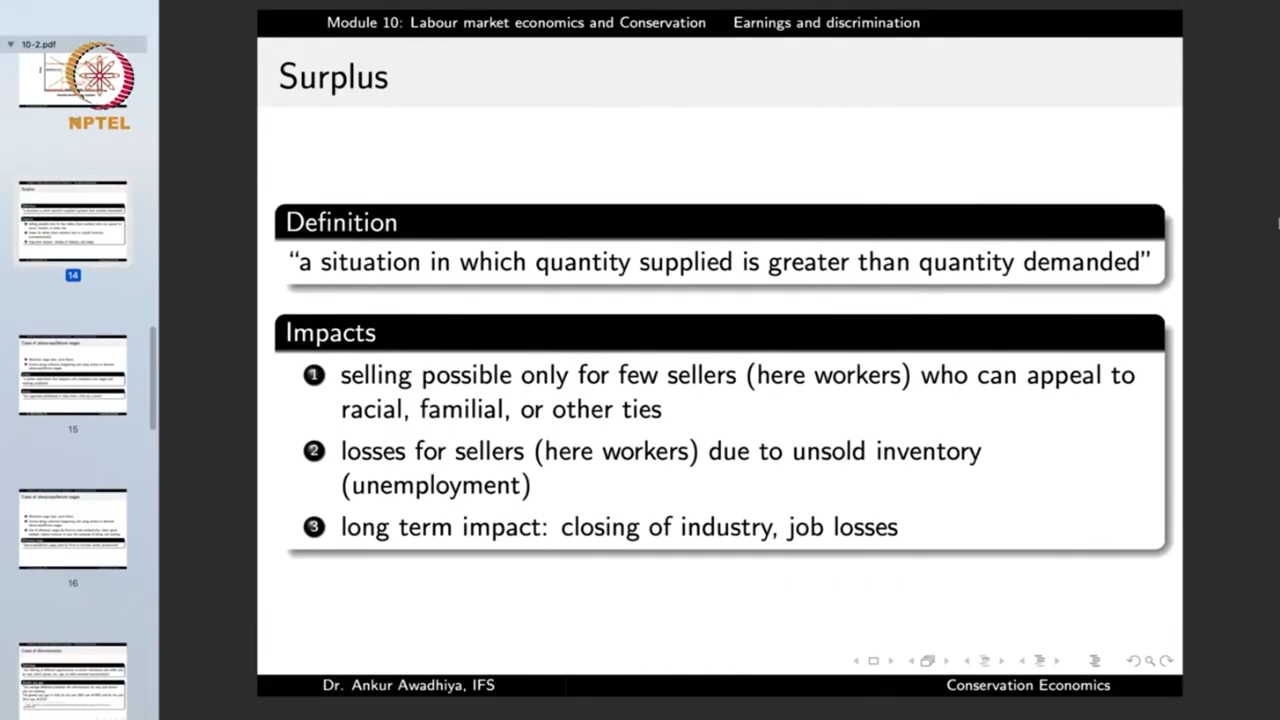 Module 10: Labour market economics and Conservation Earnings and discrimination
10-2.pdf
NPTEL
Surplus
Definition
“a situation in which quantity supplied is greater than quantity demanded”
Impacts
1 selling possible only for few sellers (here workers) who can appeal to
racial, familial, or other ties
2 losses for sellers (here workers) due to unsold inventory
(unemployment)
3 long term impact: closing of industry, job losses
14
15
16
Dr. Ankur Awadhiya, IFS Conservation Economics